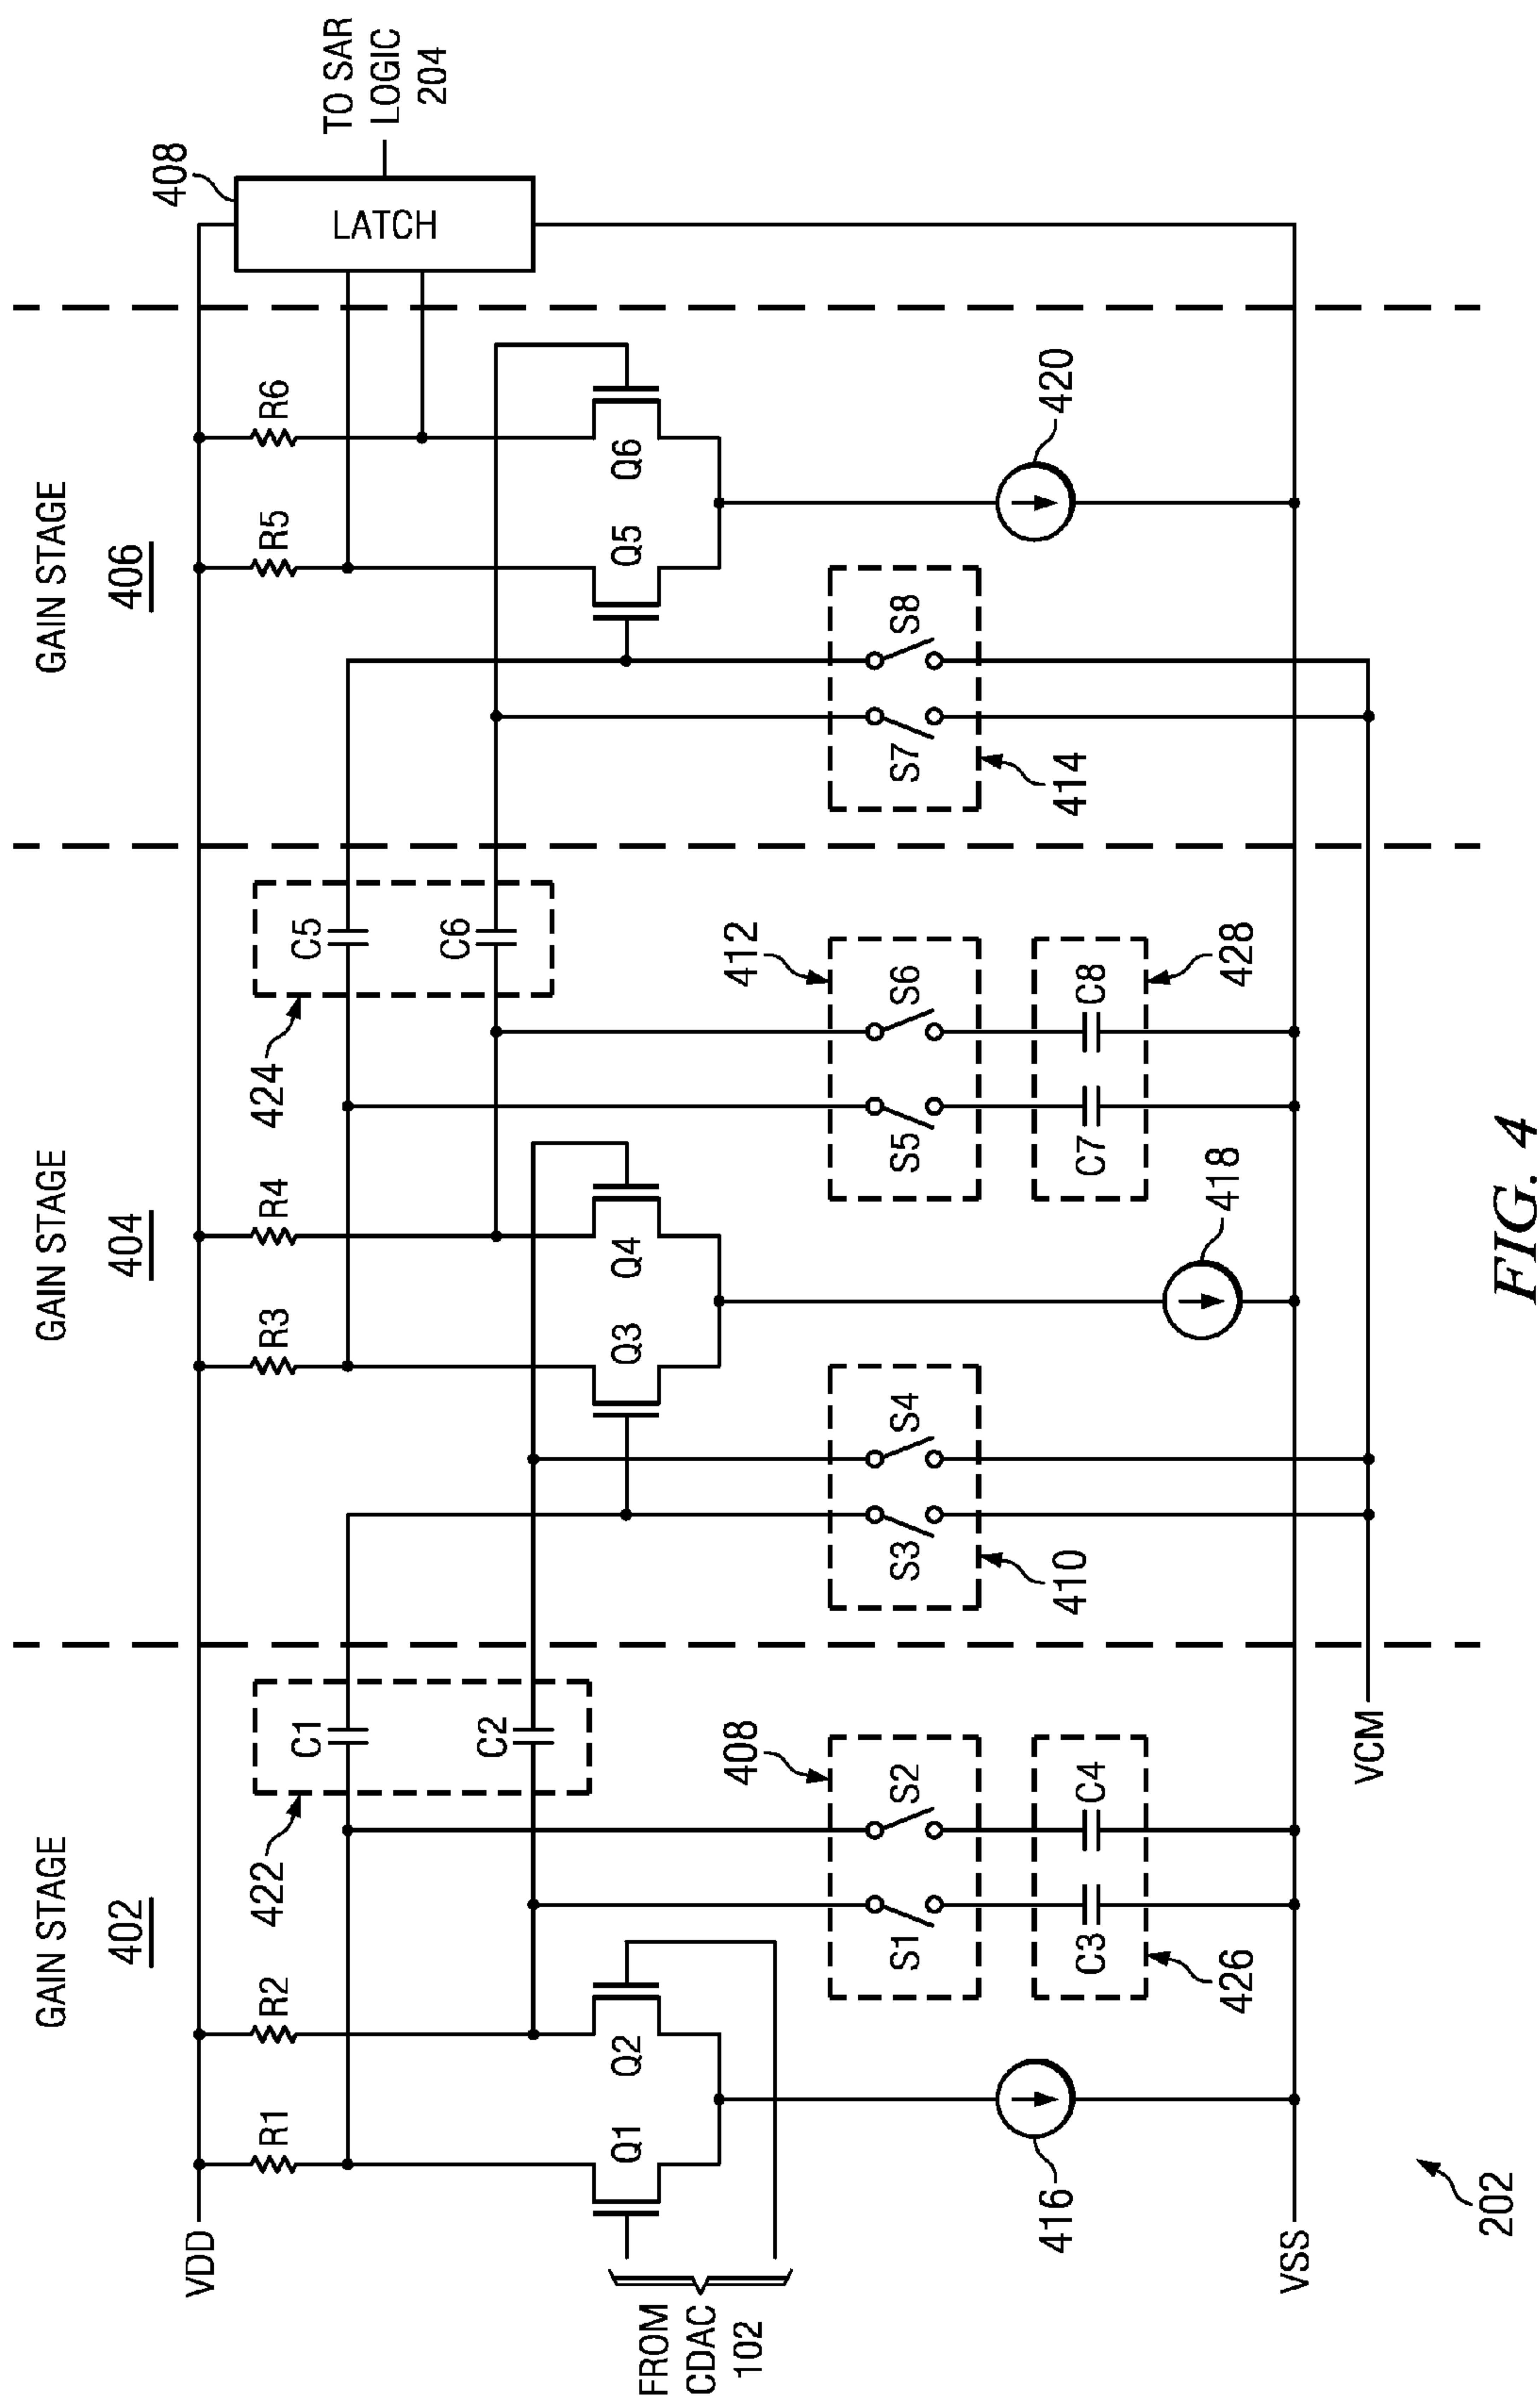 GAIN STAGE
402
GAIN STAGE
404
GAIN STAGE
406
VDD
R1
R2
R3
R4
R5
R6
408
LATCH
TO SAR
LOGIC
204
422
C1
C2
424
C5
C6
Q1
Q2
Q3
Q4
Q5
Q6
FROM
CDAC
102
408
S1
S2
410
S3
S4
412
S5
S6
414
S7
S8
416
426
C3
C4
418
428
C7
C8
420
VSS
VCM
202
FIG. 4